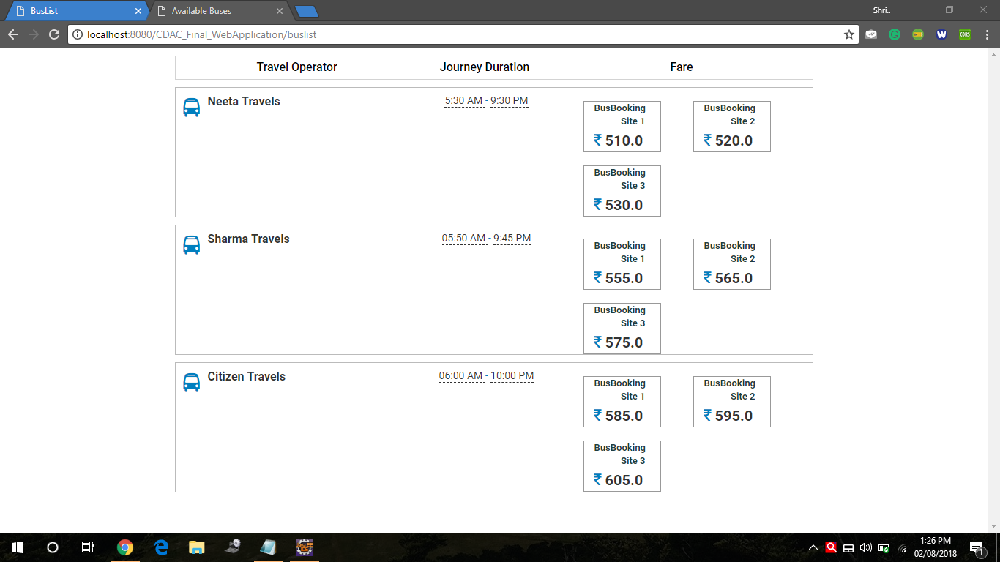 BusList
Available Buses
Shri..
localhost:8080/CDAC_Final_WebApplication/buslist
W
CORS
Travel Operator Journey Duration Fare
Neeta Travels
5:30 AM - 9:30 PM
BusBooking
Site 1
₹ 510.0
BusBooking
Site 2
₹ 520.0
BusBooking
Site 3
₹ 530.0
Sharma Travels
05:50 AM - 9:45 PM
BusBooking
Site 1
₹ 555.0
BusBooking
Site 2
₹ 565.0
BusBooking
Site 3
₹ 575.0
Citizen Travels
06:00 AM - 10:00 PM
BusBooking
Site 1
₹ 585.0
BusBooking
Site 2
₹ 595.0
BusBooking
Site 3
₹ 605.0
Java EE
IDE
1:26 PM
02/08/2018
1